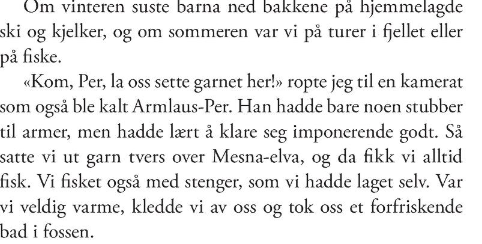 Om vinteren suste barna ned bakkene på hjemmelagde
ski og kjelker, og om sommeren var vi på turer i fjellet eller
på fiske.
«Kom, Per, la oss sette garnet her!» ropte jeg til en kamerat
som også ble kalt Armlaus-Per. Han hadde bare noen stubber
til armer, men hadde lært å klare seg imponerende godt. Så
satte vi ut garn tvers over Mesna-elva, og da fikk vi alltid
fisk. Vi fisket også med stenger, som vi hadde laget selv. Var
vi veldig varme, kledde vi av oss og tok oss et forfriskende
bad i fossen.